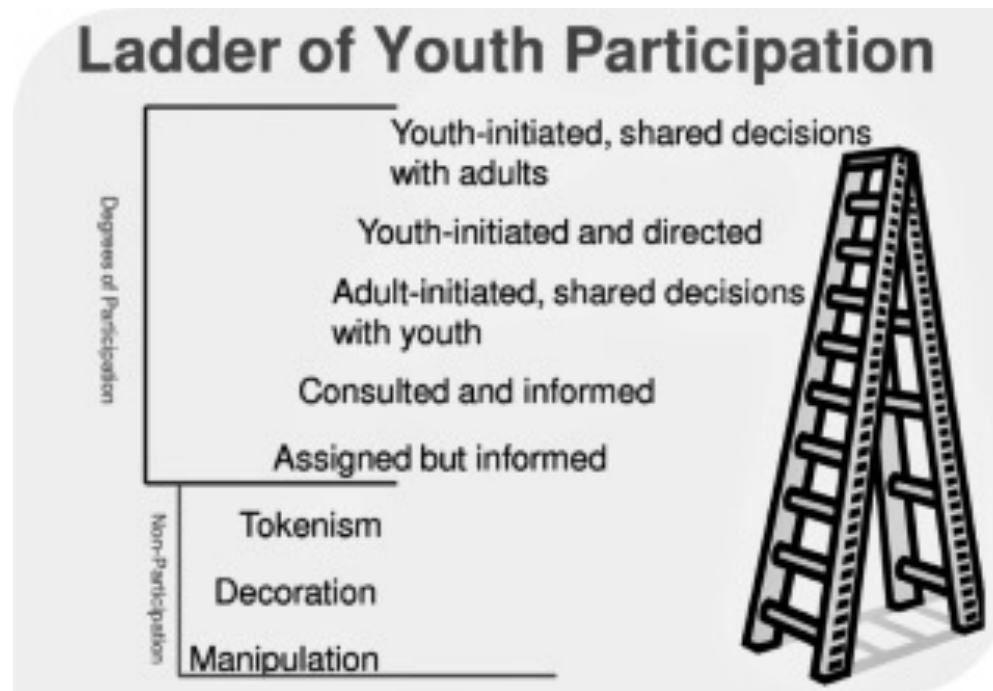 Ladder of Youth Participation
Youth-initiated, shared decisions
with adults
Youth-initiated and directed
Adult-initiated, shared decisions
with youth
Consulted and informed
Assigned but informed
Degrees of Participation
Tokenism
Decoration
Manipulation
Non-Participation